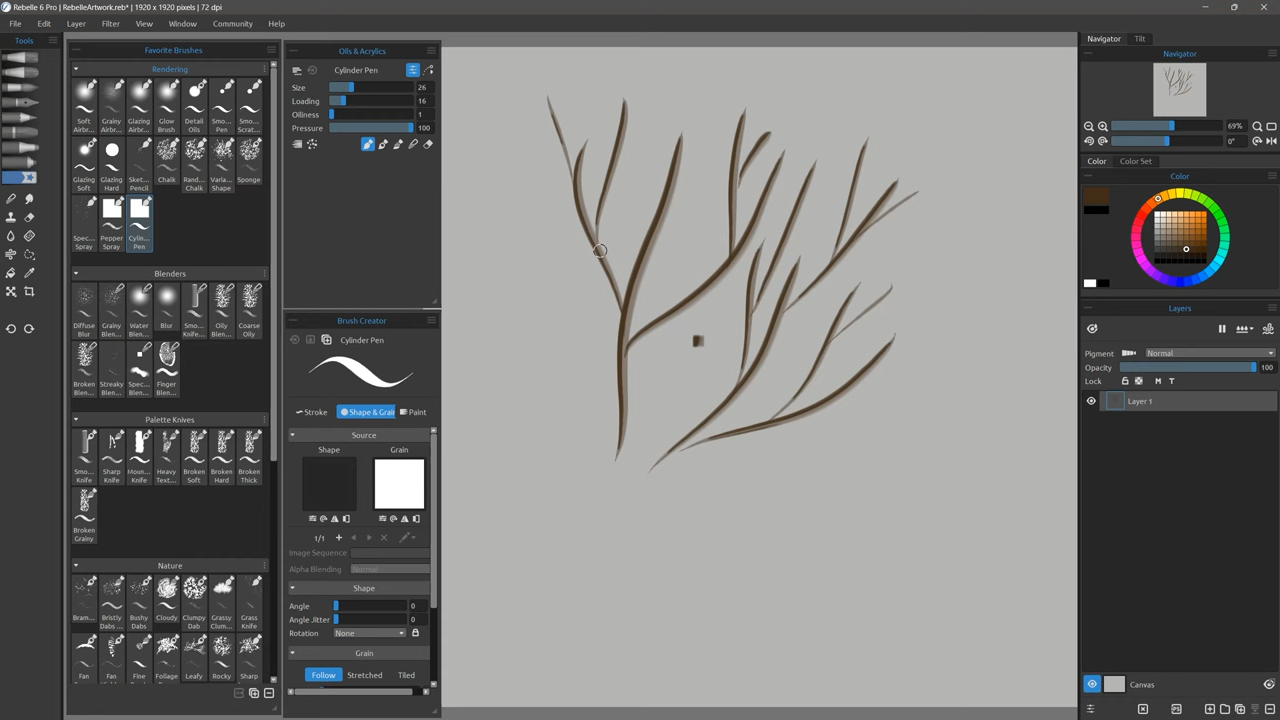 Rebelle 6 Pro | RebelleArtwork.reb* | 1920 x 1920 pixels | 72 dpi
File Edit Layer Filter View Window Community Help
Tools
Favorite Brushes
Rendering
Soft Airbr... Grainy Airbr... Glazing Airbr... Glow Brush Detail Oils Smo... Pen Smo... Scrat...
Glazing Soft Glazing Hard Sket... Pencil Chalk Rand... Chalk Varia... Shape Sponge
Spec... Spray Pepper Spray Cylin... Pen
Blenders
Diffuse Blur Grainy Blen... Water Blen... Blur Smo... Knife... Oily Blen... Coarse Oily
Broken Blen... Streaky Blen... Spec... Blen... Finger Blen...
Palette Knives
Smo... Knife Sharp Knife Moun... Knife Heavy Text... Broken Soft Broken Hard Broken Thick
Broken Grainy
Nature
Bram... Bristly Dabs ... Bushy Dabs Cloudy Clumpy Dab Grassy Clum... Grass Knife
Fan Fan Fine Foliage Leafy Rocky Sharp
Oils & Acrylics
Cylinder Pen
Size 26
Loading 16
Oiliness 1
Pressure 100
Brush Creator
Cylinder Pen
Stroke Shape & Grain Paint
Source
Shape Grain
1/1
Image Sequence
Alpha Blending Normal
Shape
Angle 0
Angle Jitter 0
Rotation None
Grain
Follow Stretched Tiled
Navigator Tilt
Navigator
69%
0°
Color Color Set
Color
Layers
Pigment Normal
Opacity 100
Lock M T
Layer 1
Canvas
PS